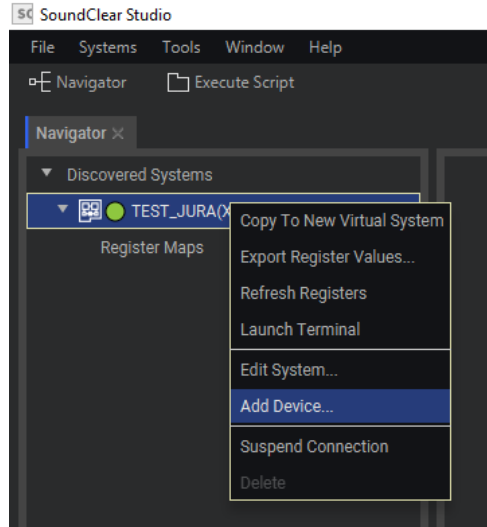 SC SoundClear Studio
File Systems Tools Window Help
Navigator Execute Script
Navigator
Discovered Systems
TEST_JURA(X
Register Maps
Copy To New Virtual System
Export Register Values...
Refresh Registers
Launch Terminal
Edit System...
Add Device...
Suspend Connection
Delete